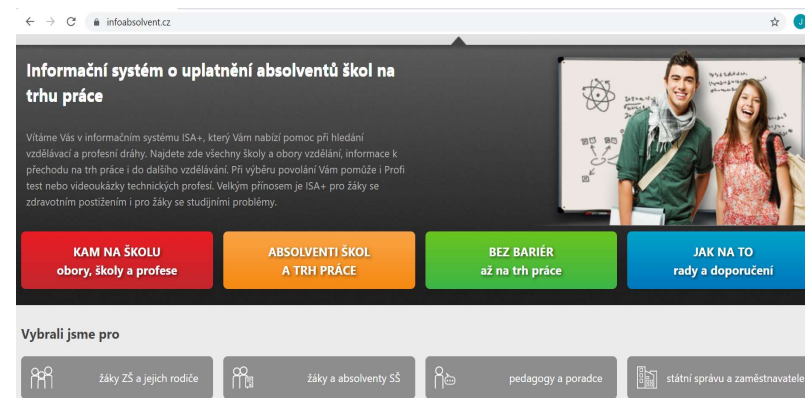 infoabsolvent.cz
J
Informační systém o uplatnění absolventů škol na
trhu práce
Vítáme Vás v informačním systému ISA+, který Vám nabízí pomoc při hledání
vzdělávací a profesní dráhy. Najdete zde všechny školy a obory vzdělání, informace k
přechodu na trh práce i do dalšího vzdělávání. Při výběru povolání Vám pomůže i Profi
test nebo videoukázky technických profesí. Velkým přínosem je ISA+ pro žáky se
zdravotním postižením i pro žáky se studijními problémy.
KAM NA ŠKOLU
obory, školy a profese
ABSOLVENTI ŠKOL
A TRH PRÁCE
BEZ BARIÉR
až na trh práce
JAK NA TO
rady a doporučení
Vybrali jsme pro
žáky ZŠ a jejich rodiče
žáky a absolventy SŠ
pedagogy a poradce
státní správu a zaměstnavatele